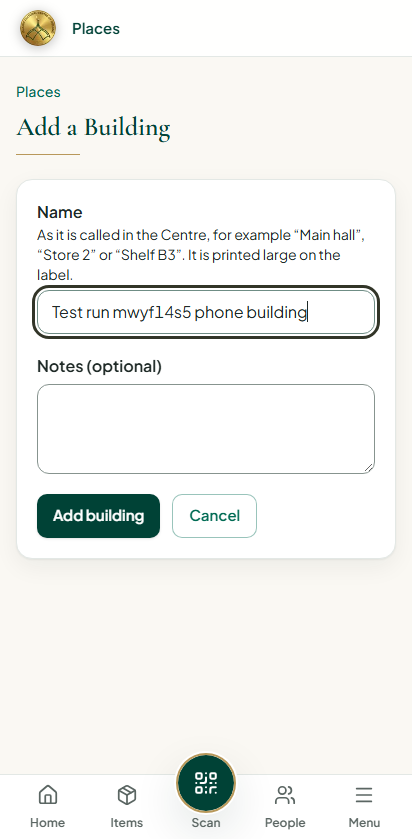 Places
Places
Add a Building
Name
As it is called in the Centre, for example “Main hall”,
“Store 2” or “Shelf B3”. It is printed large on the
label.
Test run mwyf14s5 phone building
Notes (optional)
Add building
Cancel
Home
Items
Scan
People
Menu